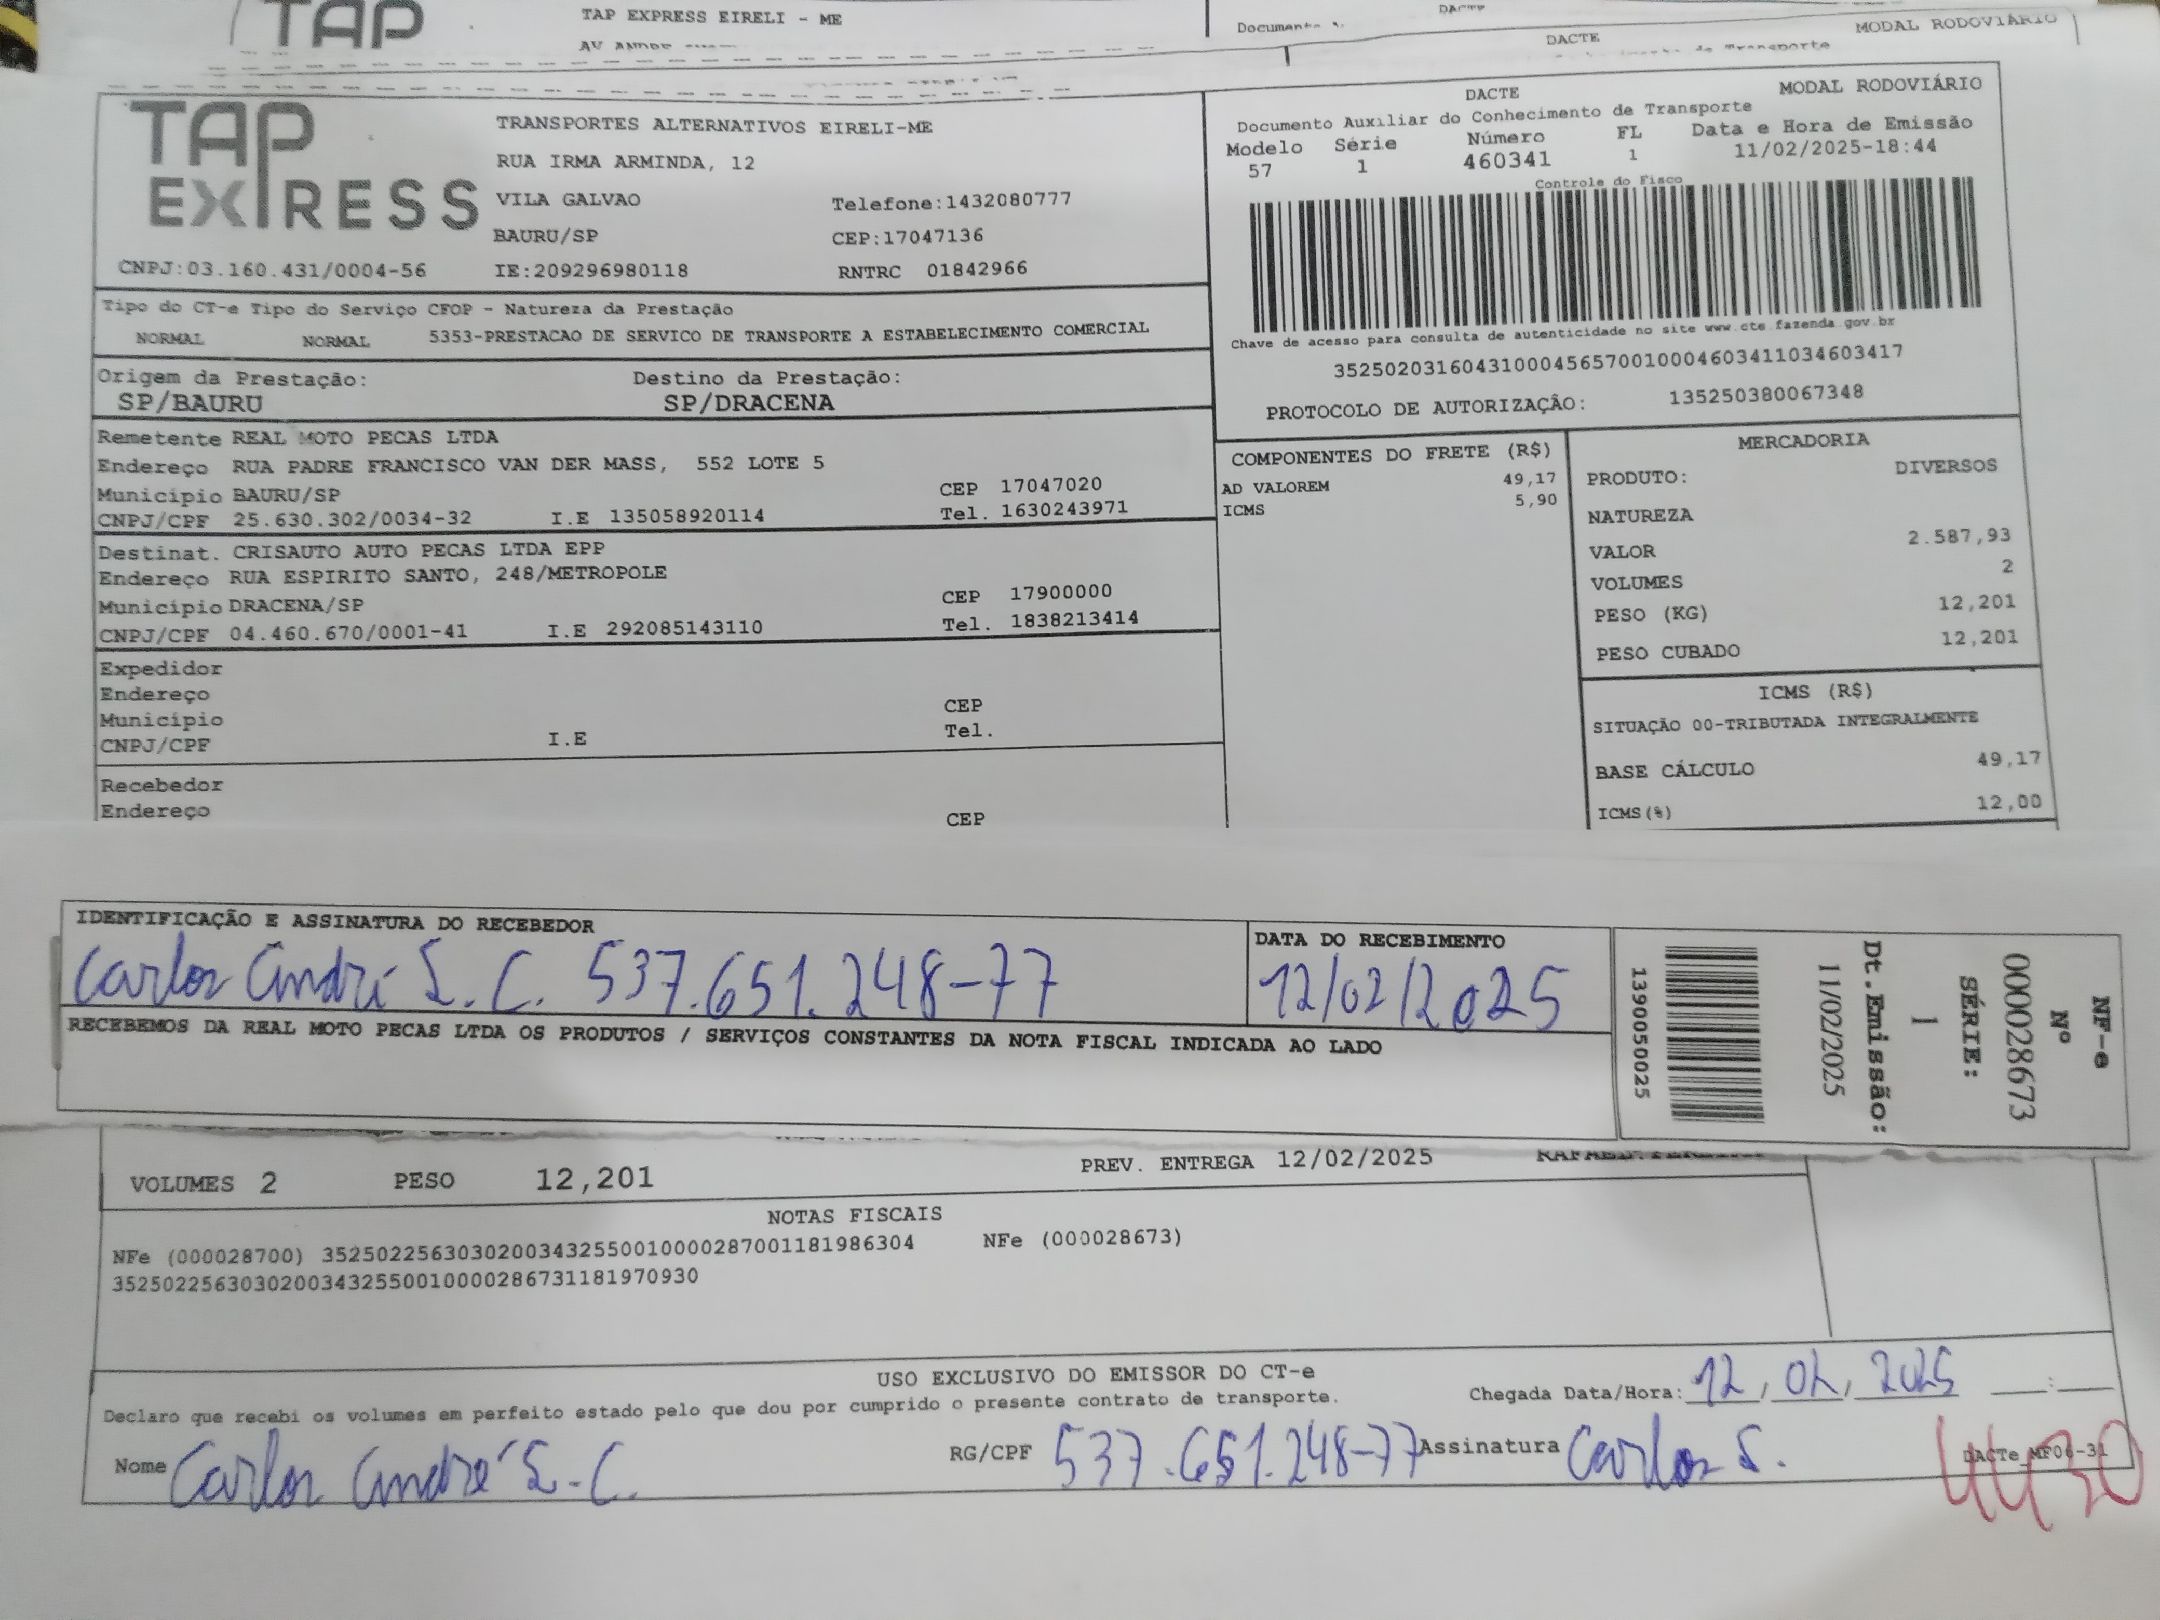 TAP
TAP EXPRESS EIRELI - ME
DACTE
MODAL RODOVIÁRIO
DACTE
Transporte
TAP EXPRESS
TRANSPORTES ALTERNATIVOS EIRELI-ME
RUA IRMA ARMINDA, 12
VILA GALVAO Telefone:1432080777
BAURU/SP CEP:17047136
CNPJ:03.160.431/0004-56 IE:209296980118 RNTRC 01842966
DACTE MODAL RODOVIÁRIO
Documento Auxiliar do Conhecimento de Transporte
Modelo Série Número FL Data e Hora de Emissão
57 1 460341 1 11/02/2025-18:44
Controle do Fisco
Chave de acesso para consulta de autenticidade no site www.cte.fazenda.gov.br
35250203160431000456570010004603411034603417
PROTOCOLO DE AUTORIZAÇÃO: 135250380067348
Tipo do CT-e Tipo do Serviço CFOP - Natureza da Prestação
NORMAL NORMAL 5353-PRESTACAO DE SERVICO DE TRANSPORTE A ESTABELECIMENTO COMERCIAL
Origem da Prestação: Destino da Prestação:
SP/BAURU SP/DRACENA
Remetente REAL MOTO PECAS LTDA
Endereço RUA PADRE FRANCISCO VAN DER MASS, 552 LOTE 5
Município BAURU/SP CEP 17047020
CNPJ/CPF 25.630.302/0034-32 I.E 135058920114 Tel. 1630243971
Destinat. CRISAUTO AUTO PECAS LTDA EPP
Endereço RUA ESPIRITO SANTO, 248/METROPOLE
Município DRACENA/SP CEP 17900000
CNPJ/CPF 04.460.670/0001-41 I.E 292085143110 Tel. 1838213414
Expedidor
Endereço
Município CEP
CNPJ/CPF I.E Tel.
Recebedor
Endereço CEP
COMPONENTES DO FRETE (R$)
AD VALOREM 49,17
ICMS 5,90
MERCADORIA
PRODUTO: DIVERSOS
NATUREZA
VALOR 2.587,93
VOLUMES 2
PESO (KG) 12,201
PESO CUBADO 12,201
ICMS (R$)
SITUAÇÃO 00-TRIBUTADA INTEGRALMENTE
BASE CÁLCULO 49,17
ICMS(%) 12,00
IDENTIFICAÇÃO E ASSINATURA DO RECEBEDOR
Carlos André S. C. 537.651.248-77
DATA DO RECEBIMENTO
12/02/2025
RECEBEMOS DA REAL MOTO PECAS LTDA OS PRODUTOS / SERVIÇOS CONSTANTES DA NOTA FISCAL INDICADA AO LADO
NF-e
Nº
000028673
SÉRIE:
1
Dt.Emissão:
11/02/2025
1390050025
VOLUMES 2 PESO 12,201 PREV. ENTREGA 12/02/2025
NOTAS FISCAIS
NFe (000028700) 35250225630302003432550010000287001181986304 NFe (000028673)
35250225630302003432550010000286731181970930
USO EXCLUSIVO DO EMISSOR DO CT-e
Declaro que recebi os volumes em perfeito estado pelo que dou por cumprido o presente contrato de transporte.
Chegada Data/Hora: 12, 02, 2025 __:__
Nome Carlos André S. C. RG/CPF 537.651.248-77 Assinatura Carlos S.
DACTe_MF06-31